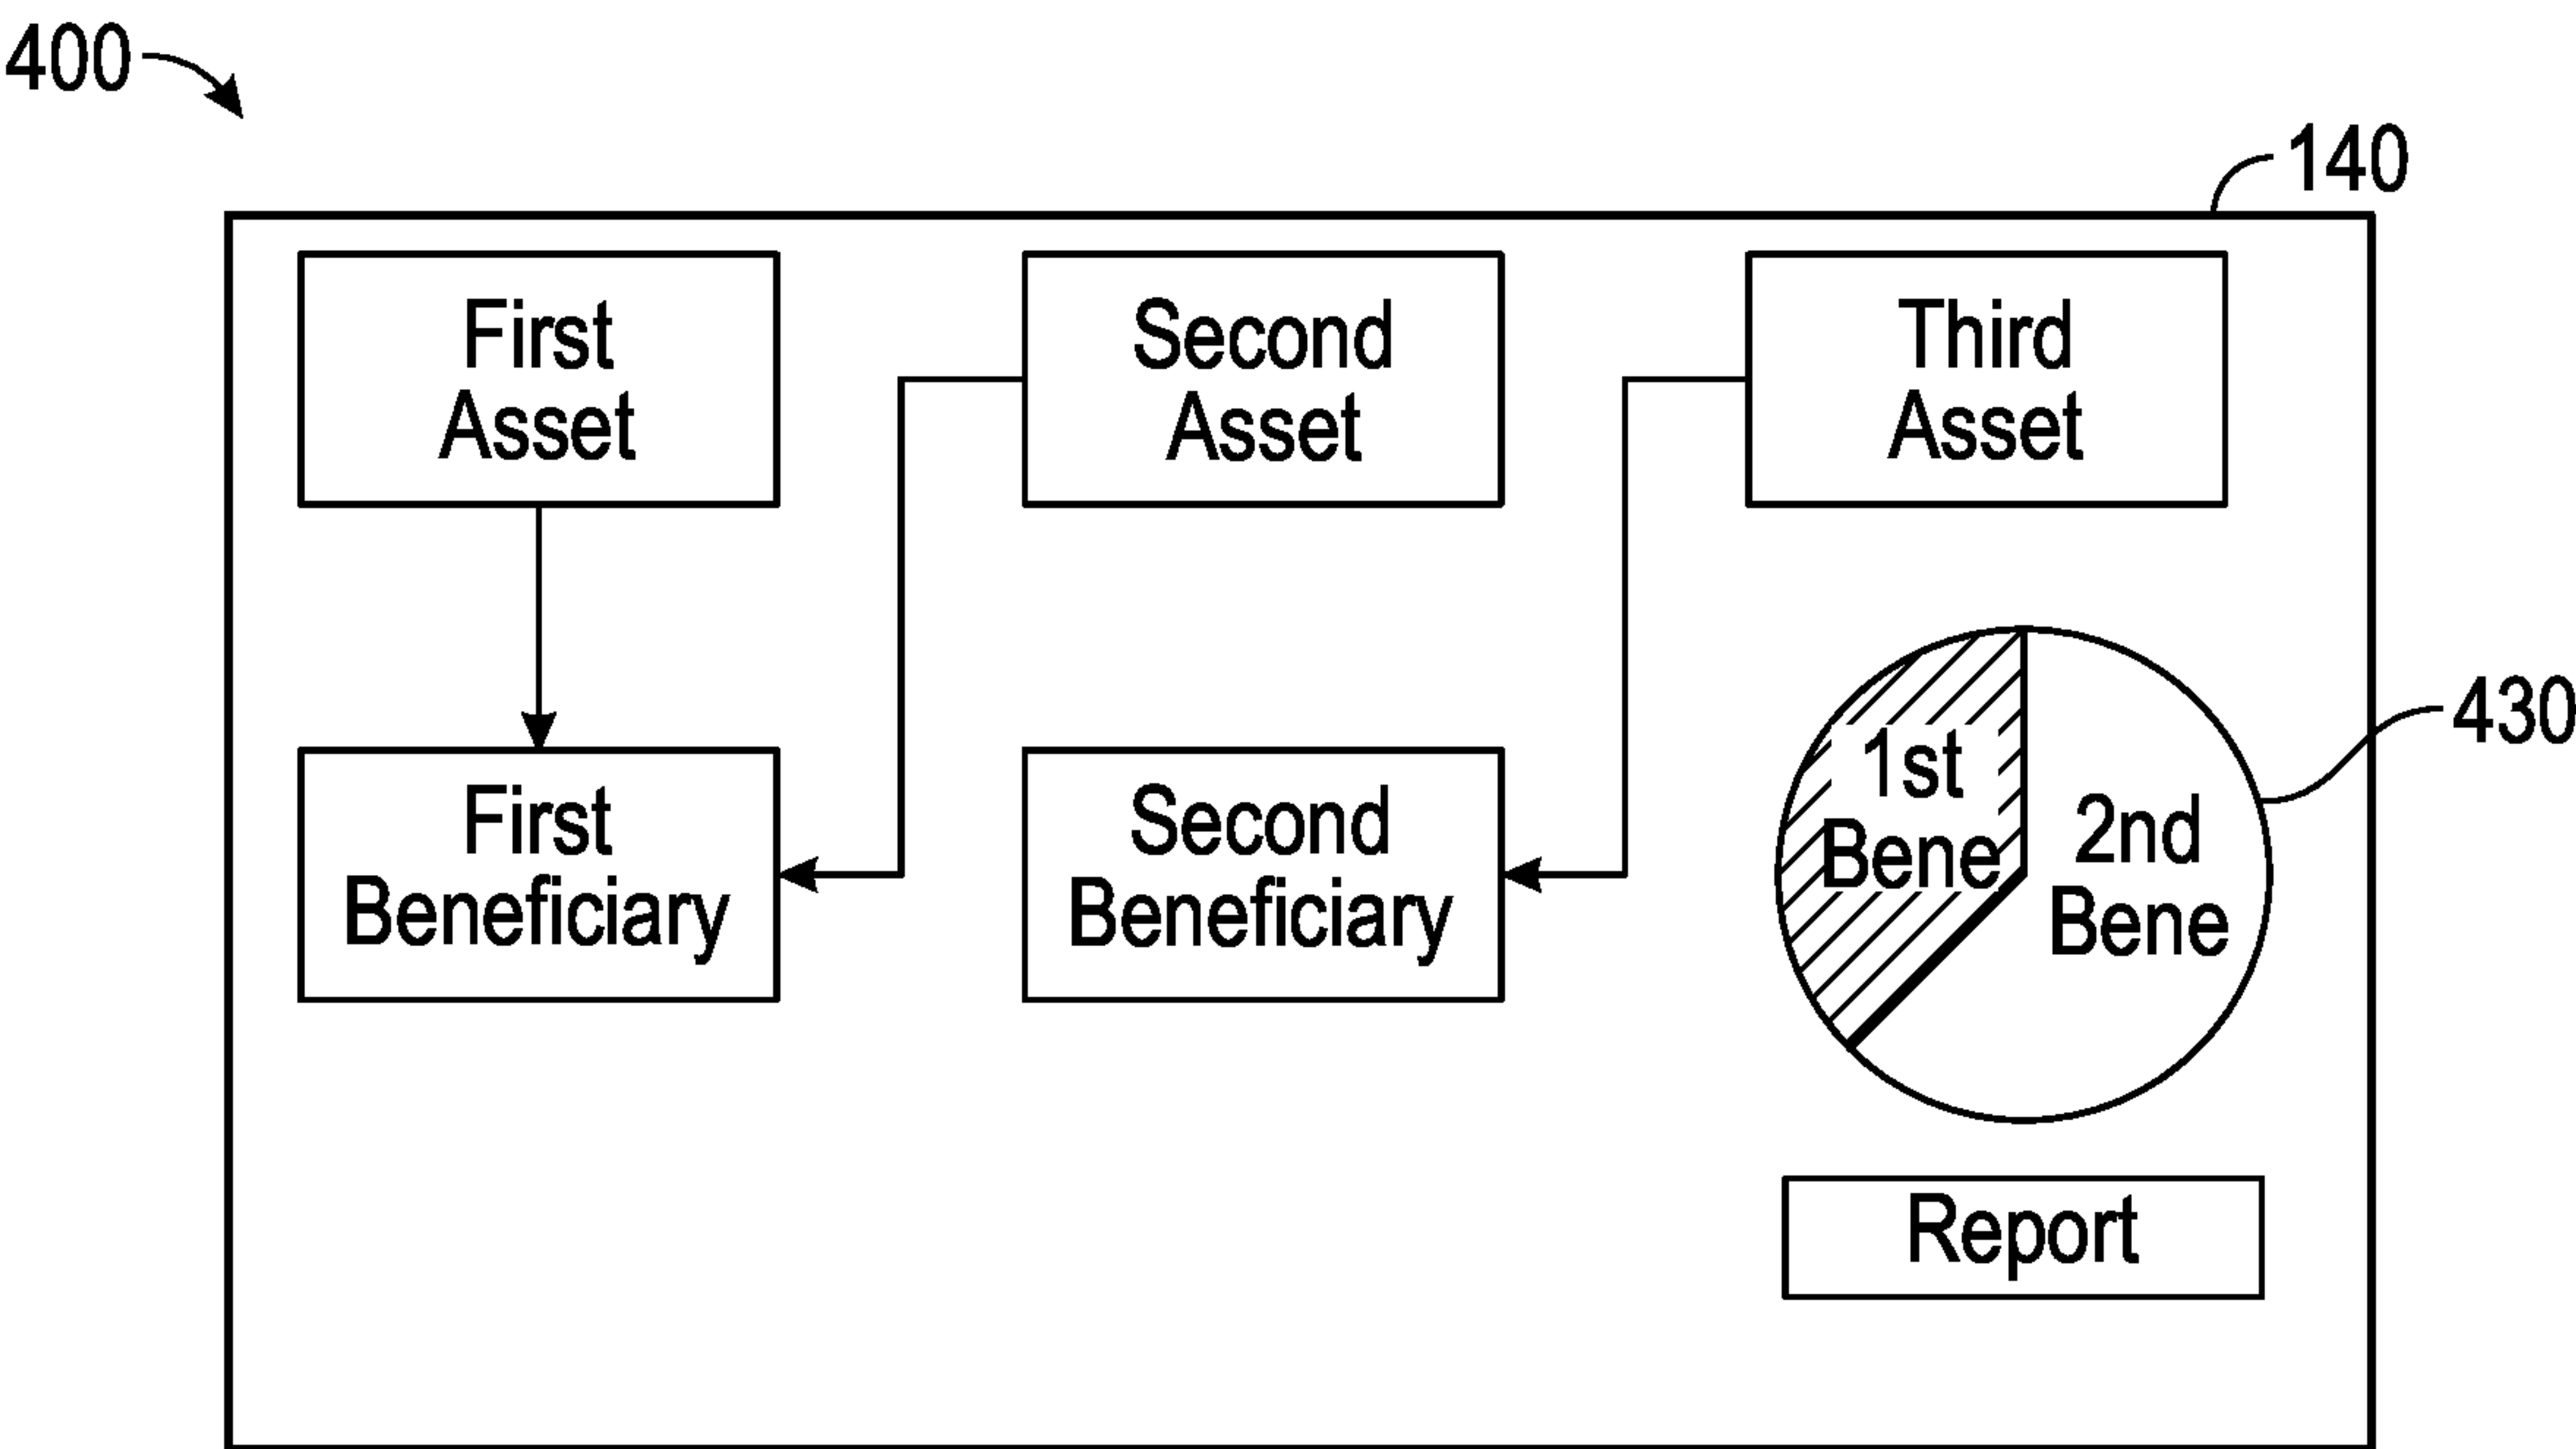 400
140
First
Asset
Second
Asset
Third
Asset
First
Beneficiary
Second
Beneficiary
1st
Bene
2nd
Bene
430
Report